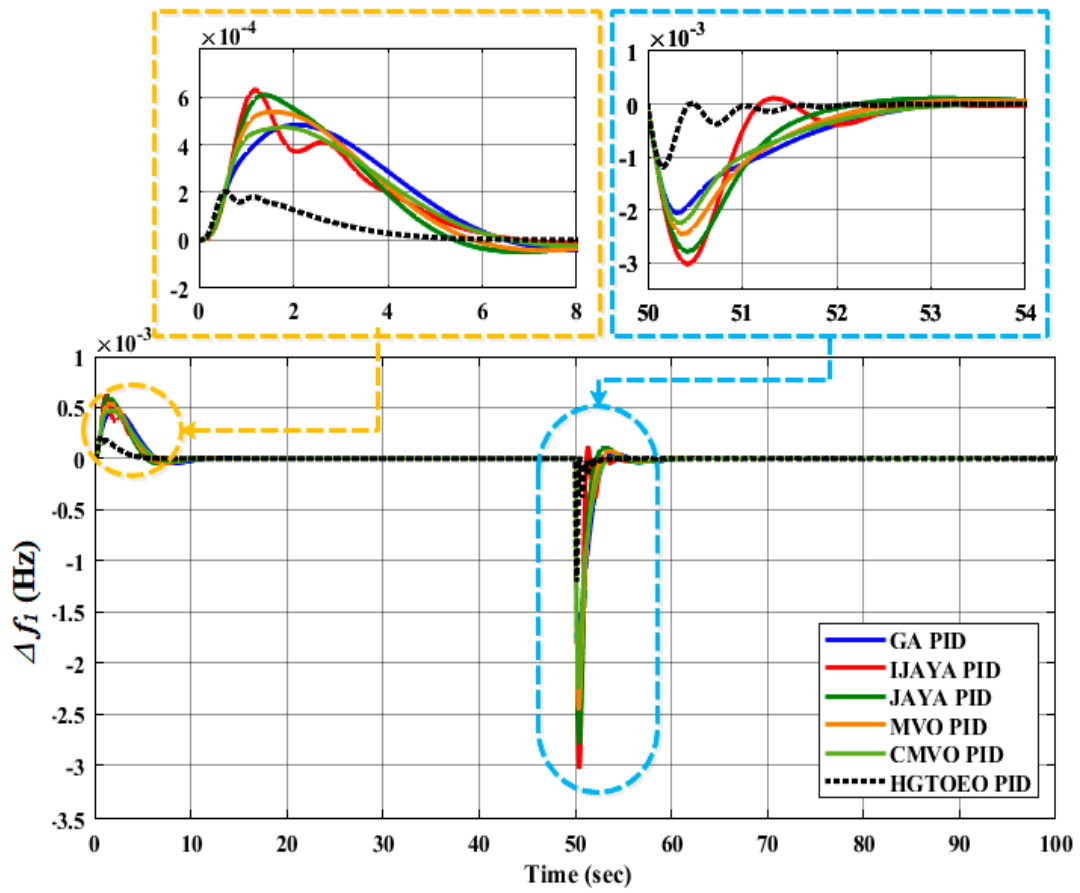 ×10⁻⁴
6
4
2
0
-2
0 2 4 6 8
×10⁻³
1
0
-1
-2
-3
50 51 52 53 54
×10⁻³
1
0.5
0
-0.5
-1
-1.5
-2
-2.5
-3
-3.5
0 10 20 30 40 50 60 70 80 90 100
Δf₁ (Hz)
Time (sec)
GA PID
IJAYA PID
JAYA PID
MVO PID
CMVO PID
HGTOEO PID